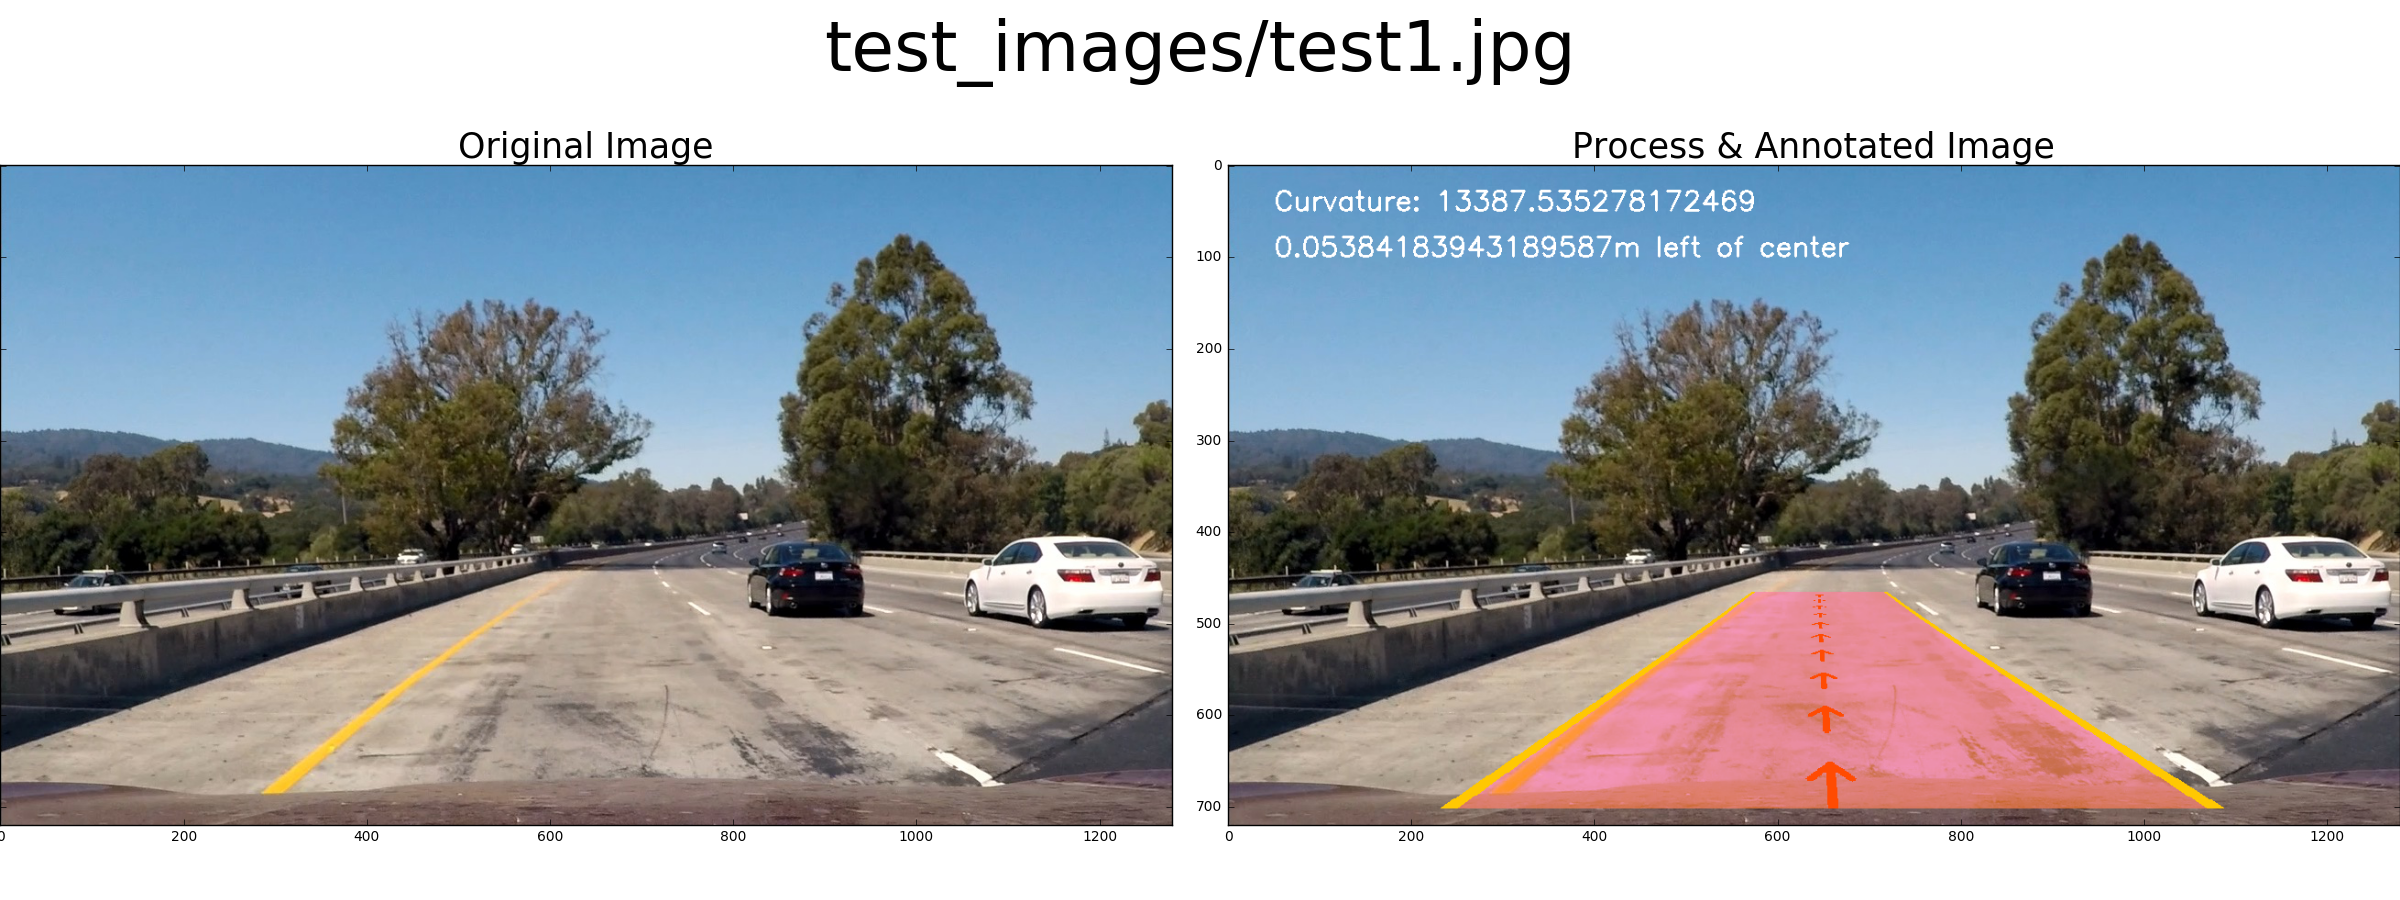 test_images/test1.jpg
Original Image
Process & Annotated Image
Curvature: 13387.535278172469
0.05384183943189587m left of center
0
100
200
300
400
500
600
700
0 200 400 600 800 1000 1200
0 200 400 600 800 1000 1200